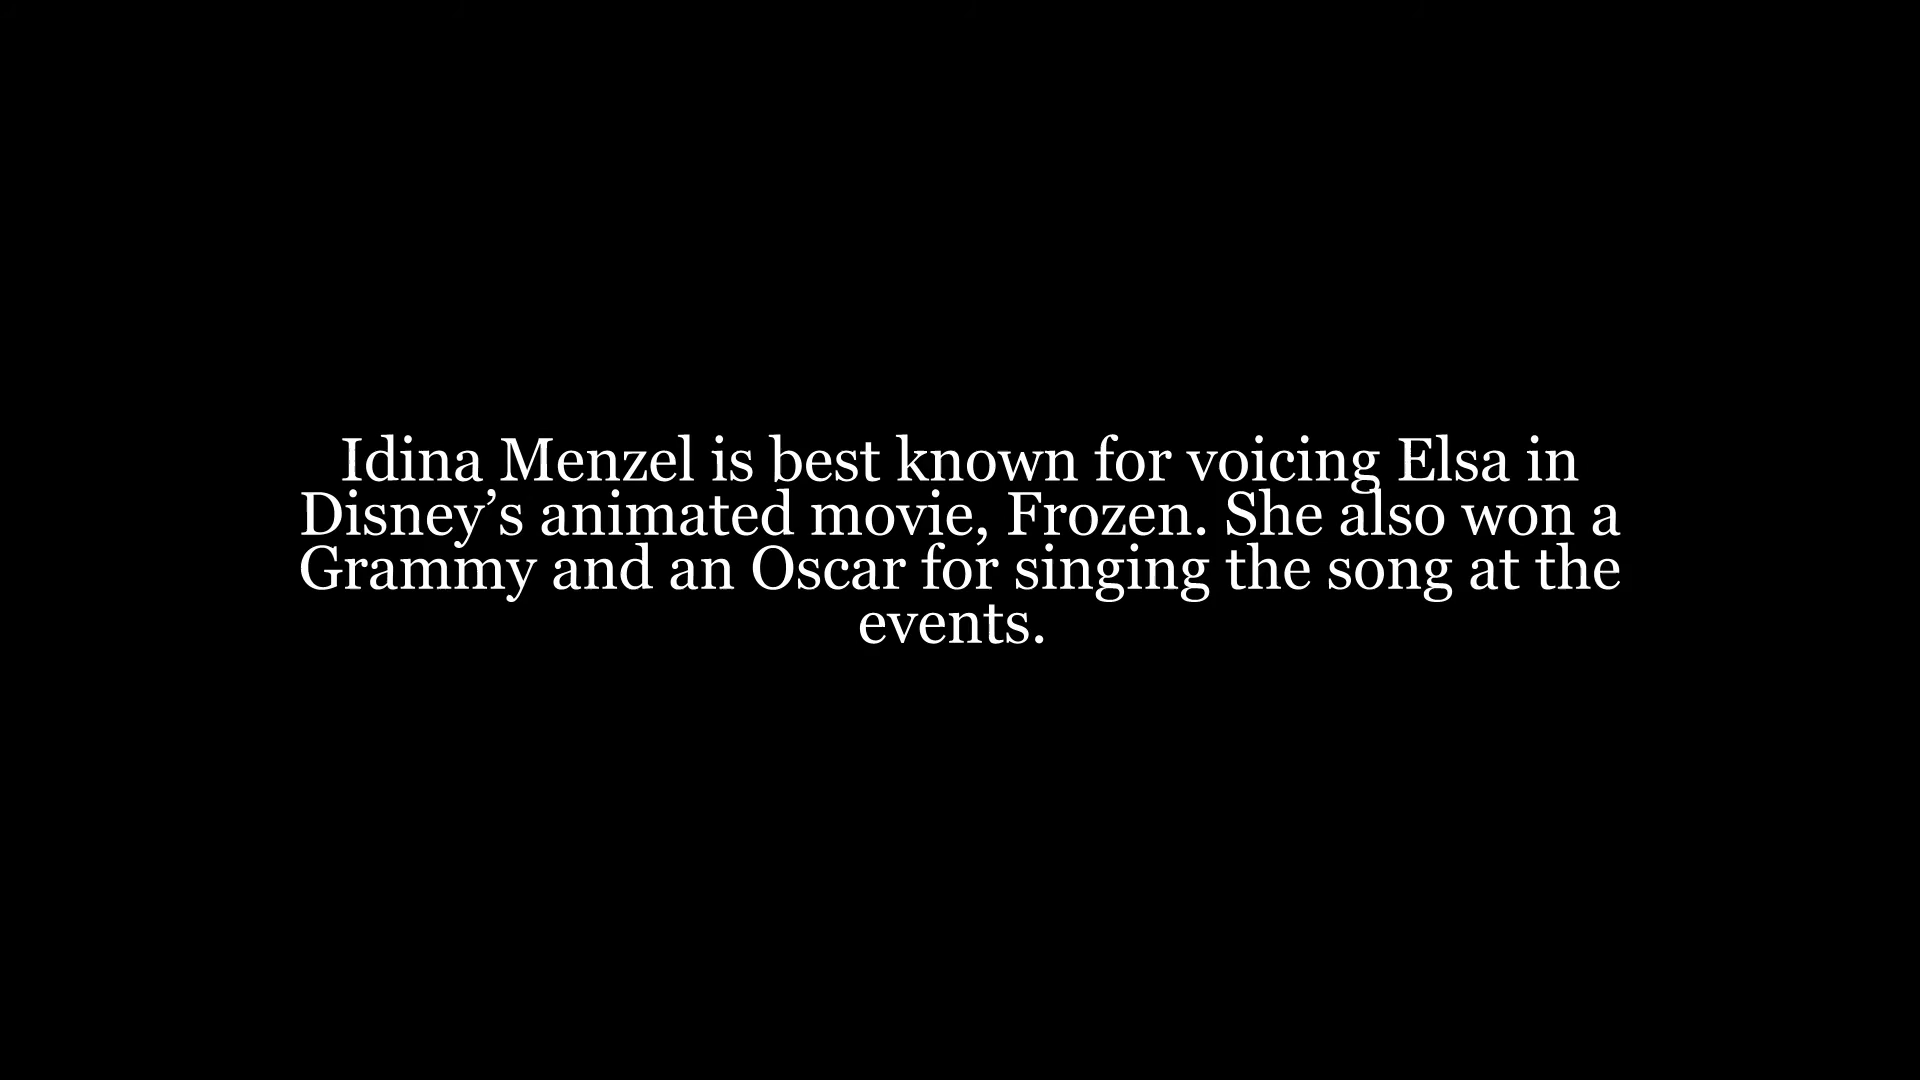 Idina Menzel is best known for voicing Elsa in
Disney’s animated movie, Frozen. She also won a
Grammy and an Oscar for singing the song at the
events.